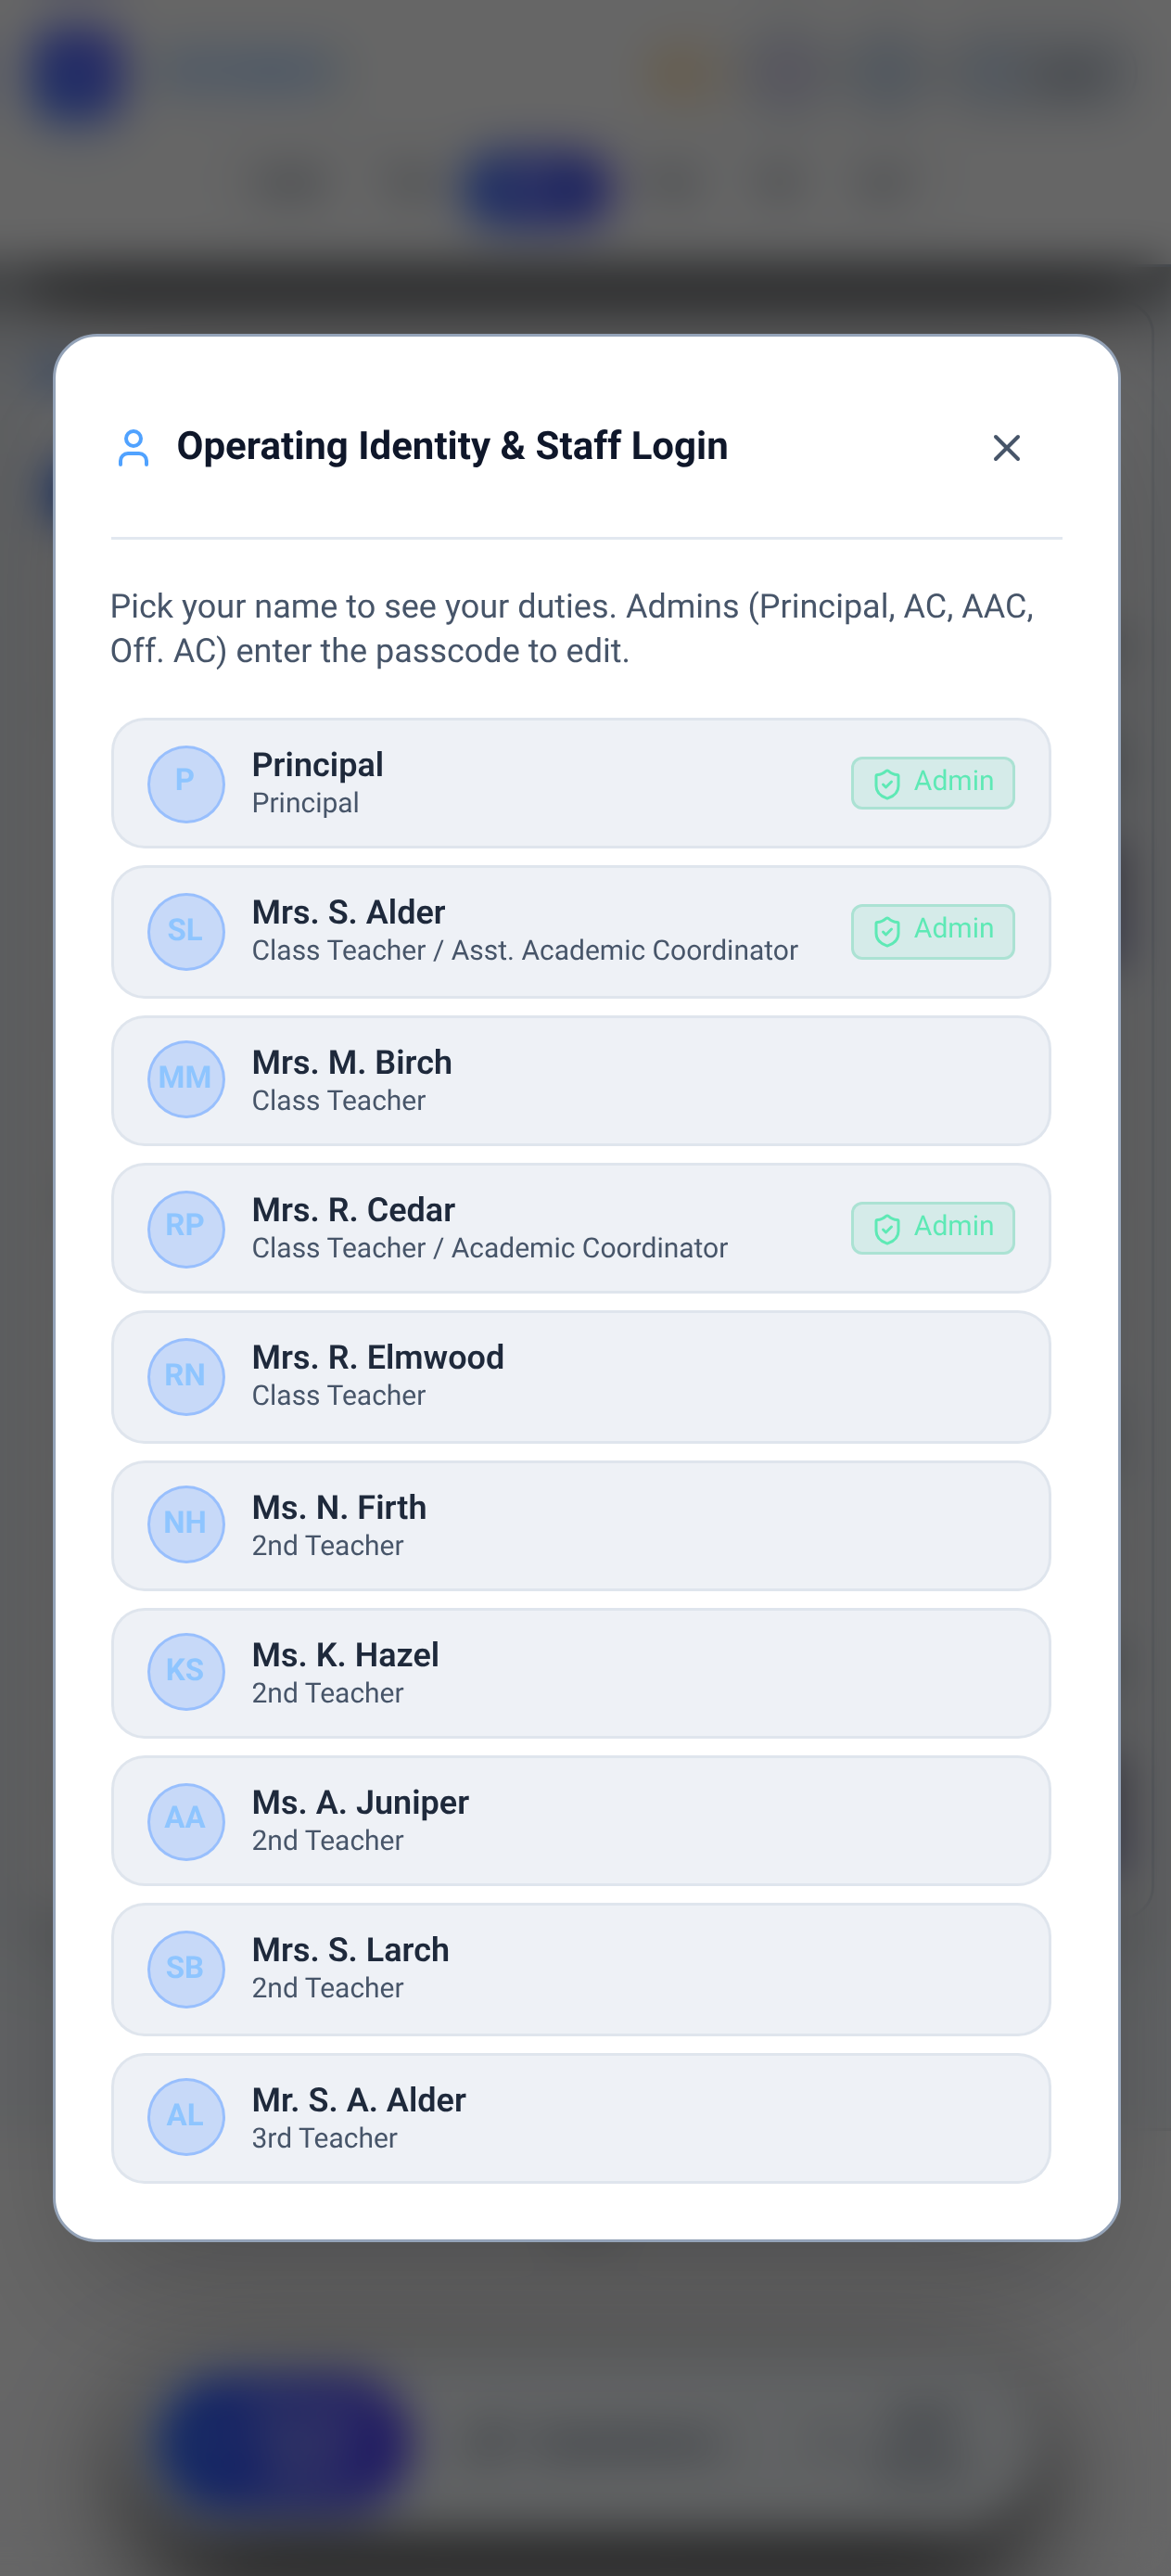 Operating Identity & Staff Login
Pick your name to see your duties. Admins (Principal, AC, AAC,
Off. AC) enter the passcode to edit.
P
Principal
Principal
Admin
SL
Mrs. S. Alder
Class Teacher / Asst. Academic Coordinator
Admin
MM
Mrs. M. Birch
Class Teacher
RP
Mrs. R. Cedar
Class Teacher / Academic Coordinator
Admin
RN
Mrs. R. Elmwood
Class Teacher
NH
Ms. N. Firth
2nd Teacher
KS
Ms. K. Hazel
2nd Teacher
AA
Ms. A. Juniper
2nd Teacher
SB
Mrs. S. Larch
2nd Teacher
AL
Mr. S. A. Alder
3rd Teacher